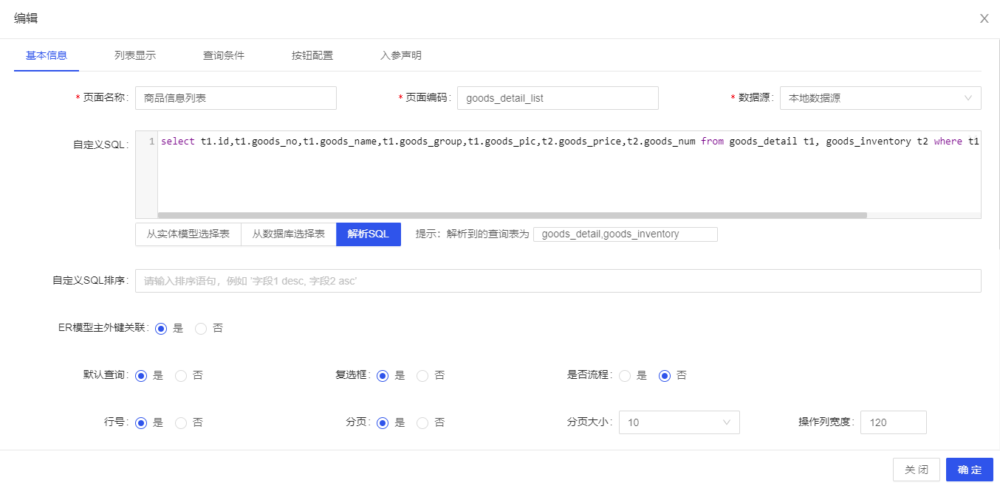 编辑
基本信息 列表显示 查询条件 按钮配置 入参声明
* 页面名称: 商品信息列表 * 页面编码: goods_detail_list * 数据源: 本地数据源
自定义SQL: 1 select t1.id,t1.goods_no,t1.goods_name,t1.goods_group,t1.goods_pic,t2.goods_price,t2.goods_num from goods_detail t1, goods_inventory t2 where t1
从实体模型选择表 从数据库选择表 解析SQL 提示：解析到的查询表为 goods_detail,goods_inventory
自定义SQL排序: 请输入排序语句，例如 '字段1 desc, 字段2 asc'
ER模型主外键关联: 是 否
默认查询: 是 否 复选框: 是 否 是否流程: 是 否
行号: 是 否 分页: 是 否 分页大小: 10 操作列宽度: 120
关 闭 确 定